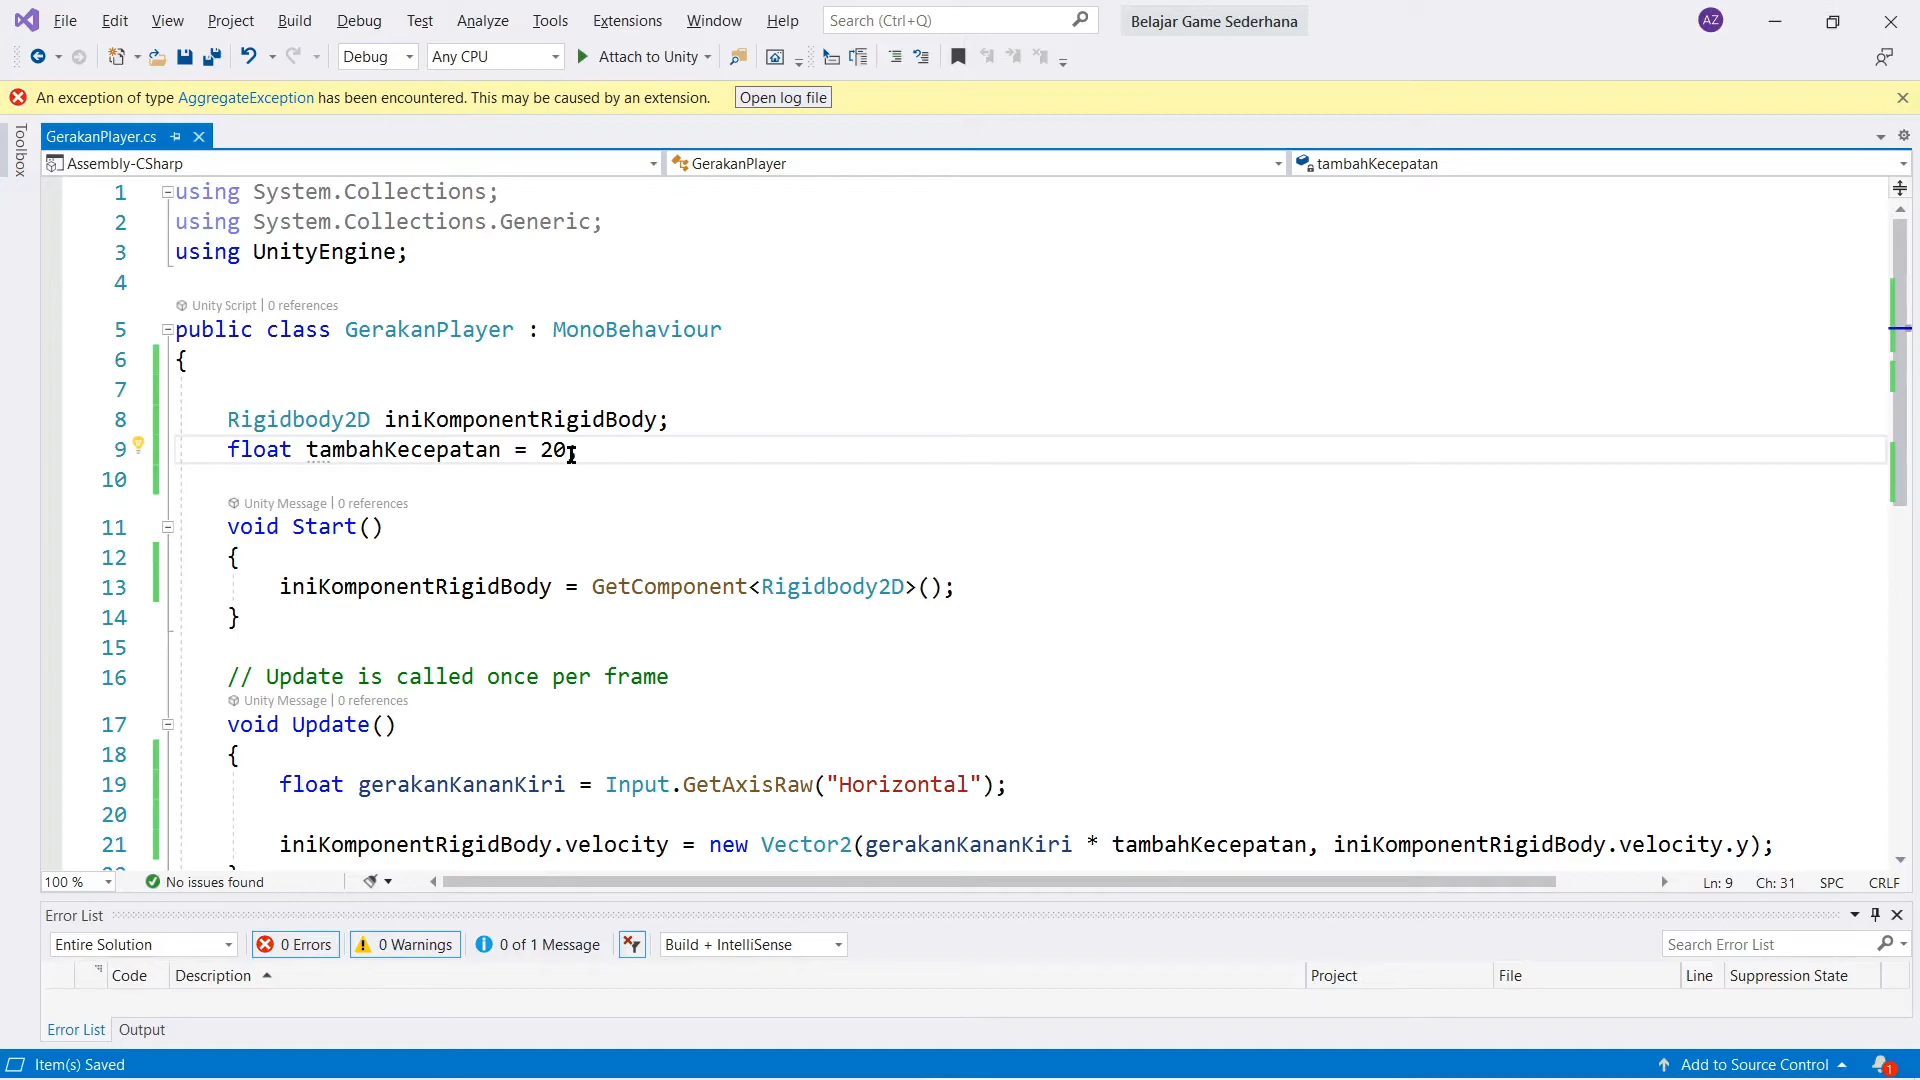 File Edit View Project Build Debug Test Analyze Tools Extensions Window Help Search (Ctrl+Q) Belajar Game Sederhana AZ
Debug Any CPU Attach to Unity
An exception of type AggregateException has been encountered. This may be caused by an extension. Open log file
Toolbox
GerakanPlayer.cs
Assembly-CSharp GerakanPlayer tambahKecepatan
1 using System.Collections;
2 using System.Collections.Generic;
3 using UnityEngine;
4
Unity Script | 0 references
5 public class GerakanPlayer : MonoBehaviour
6 {
7
8 Rigidbody2D iniKomponentRigidBody;
9 float tambahKecepatan = 20;
10
Unity Message | 0 references
11 void Start()
12 {
13 iniKomponentRigidBody = GetComponent<Rigidbody2D>();
14 }
15
16 // Update is called once per frame
Unity Message | 0 references
17 void Update()
18 {
19 float gerakanKananKiri = Input.GetAxisRaw("Horizontal");
20
21 iniKomponentRigidBody.velocity = new Vector2(gerakanKananKiri * tambahKecepatan, iniKomponentRigidBody.velocity.y);
100 % No issues found Ln: 9 Ch: 31 SPC CRLF
Error List
Entire Solution 0 Errors 0 Warnings 0 of 1 Message Build + IntelliSense Search Error List
Code Description Project File Line Suppression State
Error List Output
Item(s) Saved Add to Source Control 1